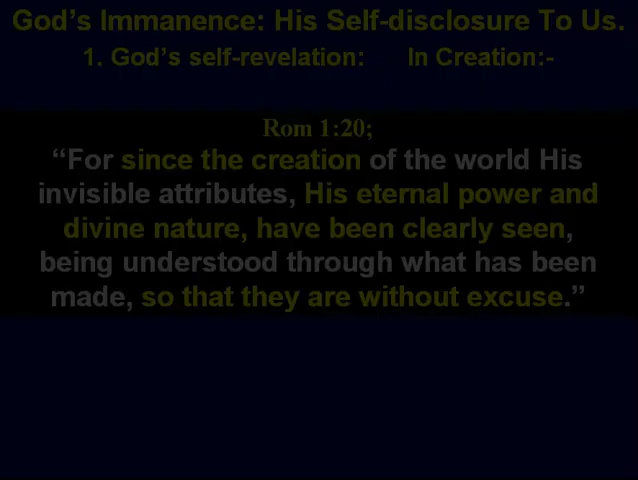 God’s Immanence: His Self-disclosure To Us.
1. God’s self-revelation: In Creation:-
Rom 1:20;
“For since the creation of the world His
invisible attributes, His eternal power and
divine nature, have been clearly seen,
being understood through what has been
made, so that they are without excuse.”